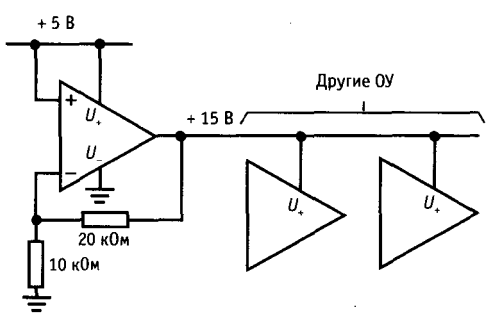 + 5 В
Другие ОУ
+ 15 В
+
U₊
U₋
−
U₊
U₊
20 кОм
10 кОм